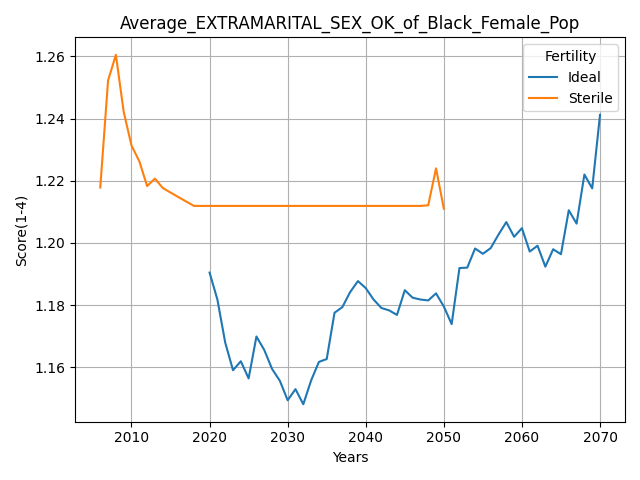 Average_EXTRAMARITAL_SEX_OK_of_Black_Female_Pop
Fertility
Ideal
Sterile
Score(1-4)
1.26
1.24
1.22
1.20
1.18
1.16
2010 2020 2030 2040 2050 2060 2070
Years